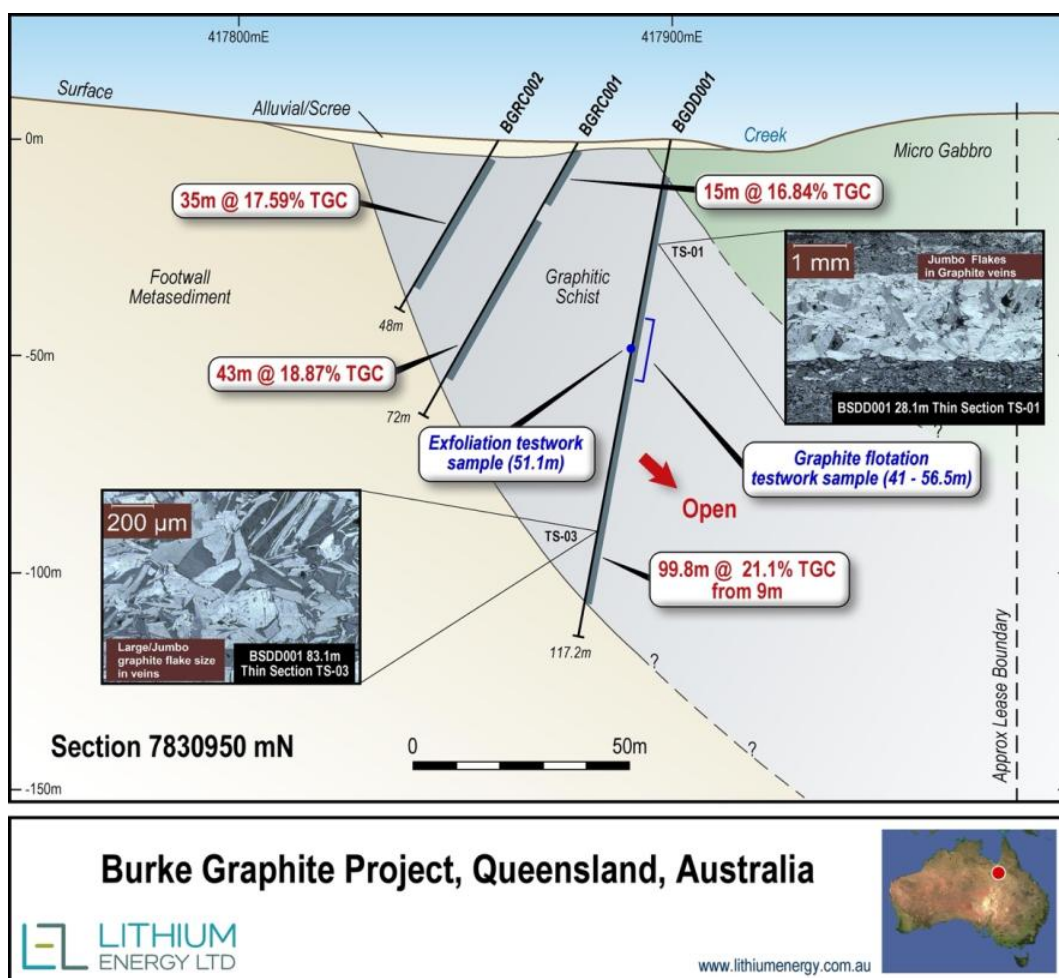 417800mE
417900mE
Surface
Alluvial/Scree
BGRC002
BGRC001
BGDD001
Creek
Micro Gabbro
0m
35m @ 17.59% TGC
15m @ 16.84% TGC
TS-01
1 mm
Jumbo Flakes
in Graphite veins
BSDD001 28.1m Thin Section TS-01
Footwall
Metasediment
Graphitic
Schist
48m
-50m
43m @ 18.87% TGC
72m
Exfoliation testwork
sample (51.1m)
Graphite flotation
testwork sample (41 - 56.5m)
?
Open
200 µm
Large/Jumbo
graphite flake size
in veins
BSDD001 83.1m
Thin Section TS-03
TS-03
-100m
99.8m @ 21.1% TGC
from 9m
117.2m
?
?
Approx Lease Boundary
Section 7830950 mN
0
50m
-150m
Burke Graphite Project, Queensland, Australia
LITHIUM
ENERGY LTD
www.lithiumenergy.com.au